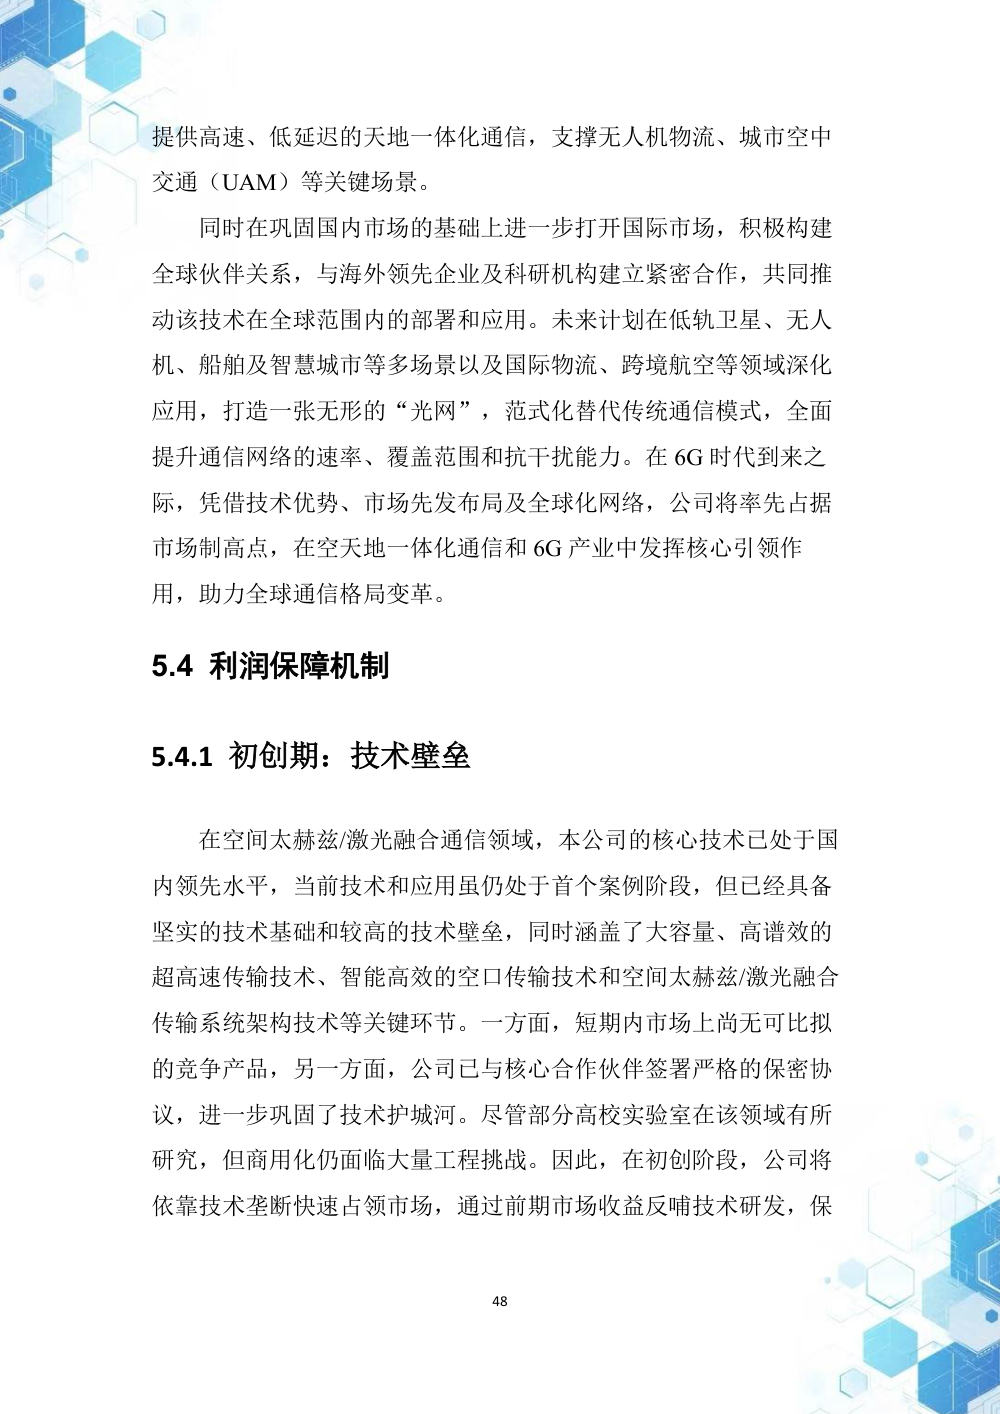 提供高速、低延迟的天地一体化通信，支撑无人机物流、城市空中
交通（UAM）等关键场景。
同时在巩固国内市场的基础上进一步打开国际市场，积极构建
全球伙伴关系，与海外领先企业及科研机构建立紧密合作，共同推
动该技术在全球范围内的部署和应用。未来计划在低轨卫星、无人
机、船舶及智慧城市等多场景以及国际物流、跨境航空等领域深化
应用，打造一张无形的“光网”，范式化替代传统通信模式，全面
提升通信网络的速率、覆盖范围和抗干扰能力。在 6G 时代到来之
际，凭借技术优势、市场先发布局及全球化网络，公司将率先占据
市场制高点，在空天地一体化通信和 6G 产业中发挥核心引领作
用，助力全球通信格局变革。
5.4 利润保障机制
5.4.1 初创期：技术壁垒
在空间太赫兹/激光融合通信领域，本公司的核心技术已处于国
内领先水平，当前技术和应用虽仍处于首个案例阶段，但已经具备
坚实的技术基础和较高的技术壁垒，同时涵盖了大容量、高谱效的
超高速传输技术、智能高效的空口传输技术和空间太赫兹/激光融合
传输系统架构技术等关键环节。一方面，短期内市场上尚无可比拟
的竞争产品，另一方面，公司已与核心合作伙伴签署严格的保密协
议，进一步巩固了技术护城河。尽管部分高校实验室在该领域有所
研究，但商用化仍面临大量工程挑战。因此，在初创阶段，公司将
依靠技术垄断快速占领市场，通过前期市场收益反哺技术研发，保
48